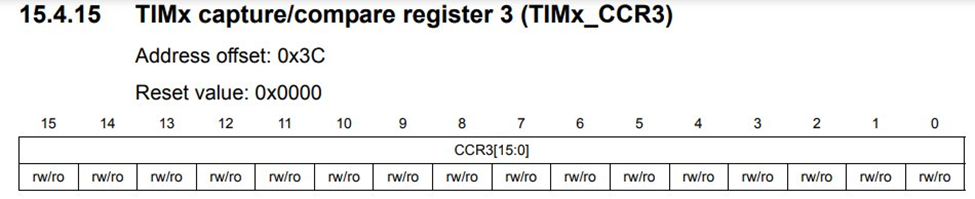 15.4.15 TIMx capture/compare register 3 (TIMx_CCR3)
Address offset: 0x3C
Reset value: 0x0000
15 14 13 12 11 10 9 8 7 6 5 4 3 2 1 0
CCR3[15:0]
rw/ro rw/ro rw/ro rw/ro rw/ro rw/ro rw/ro rw/ro rw/ro rw/ro rw/ro rw/ro rw/ro rw/ro rw/ro rw/ro